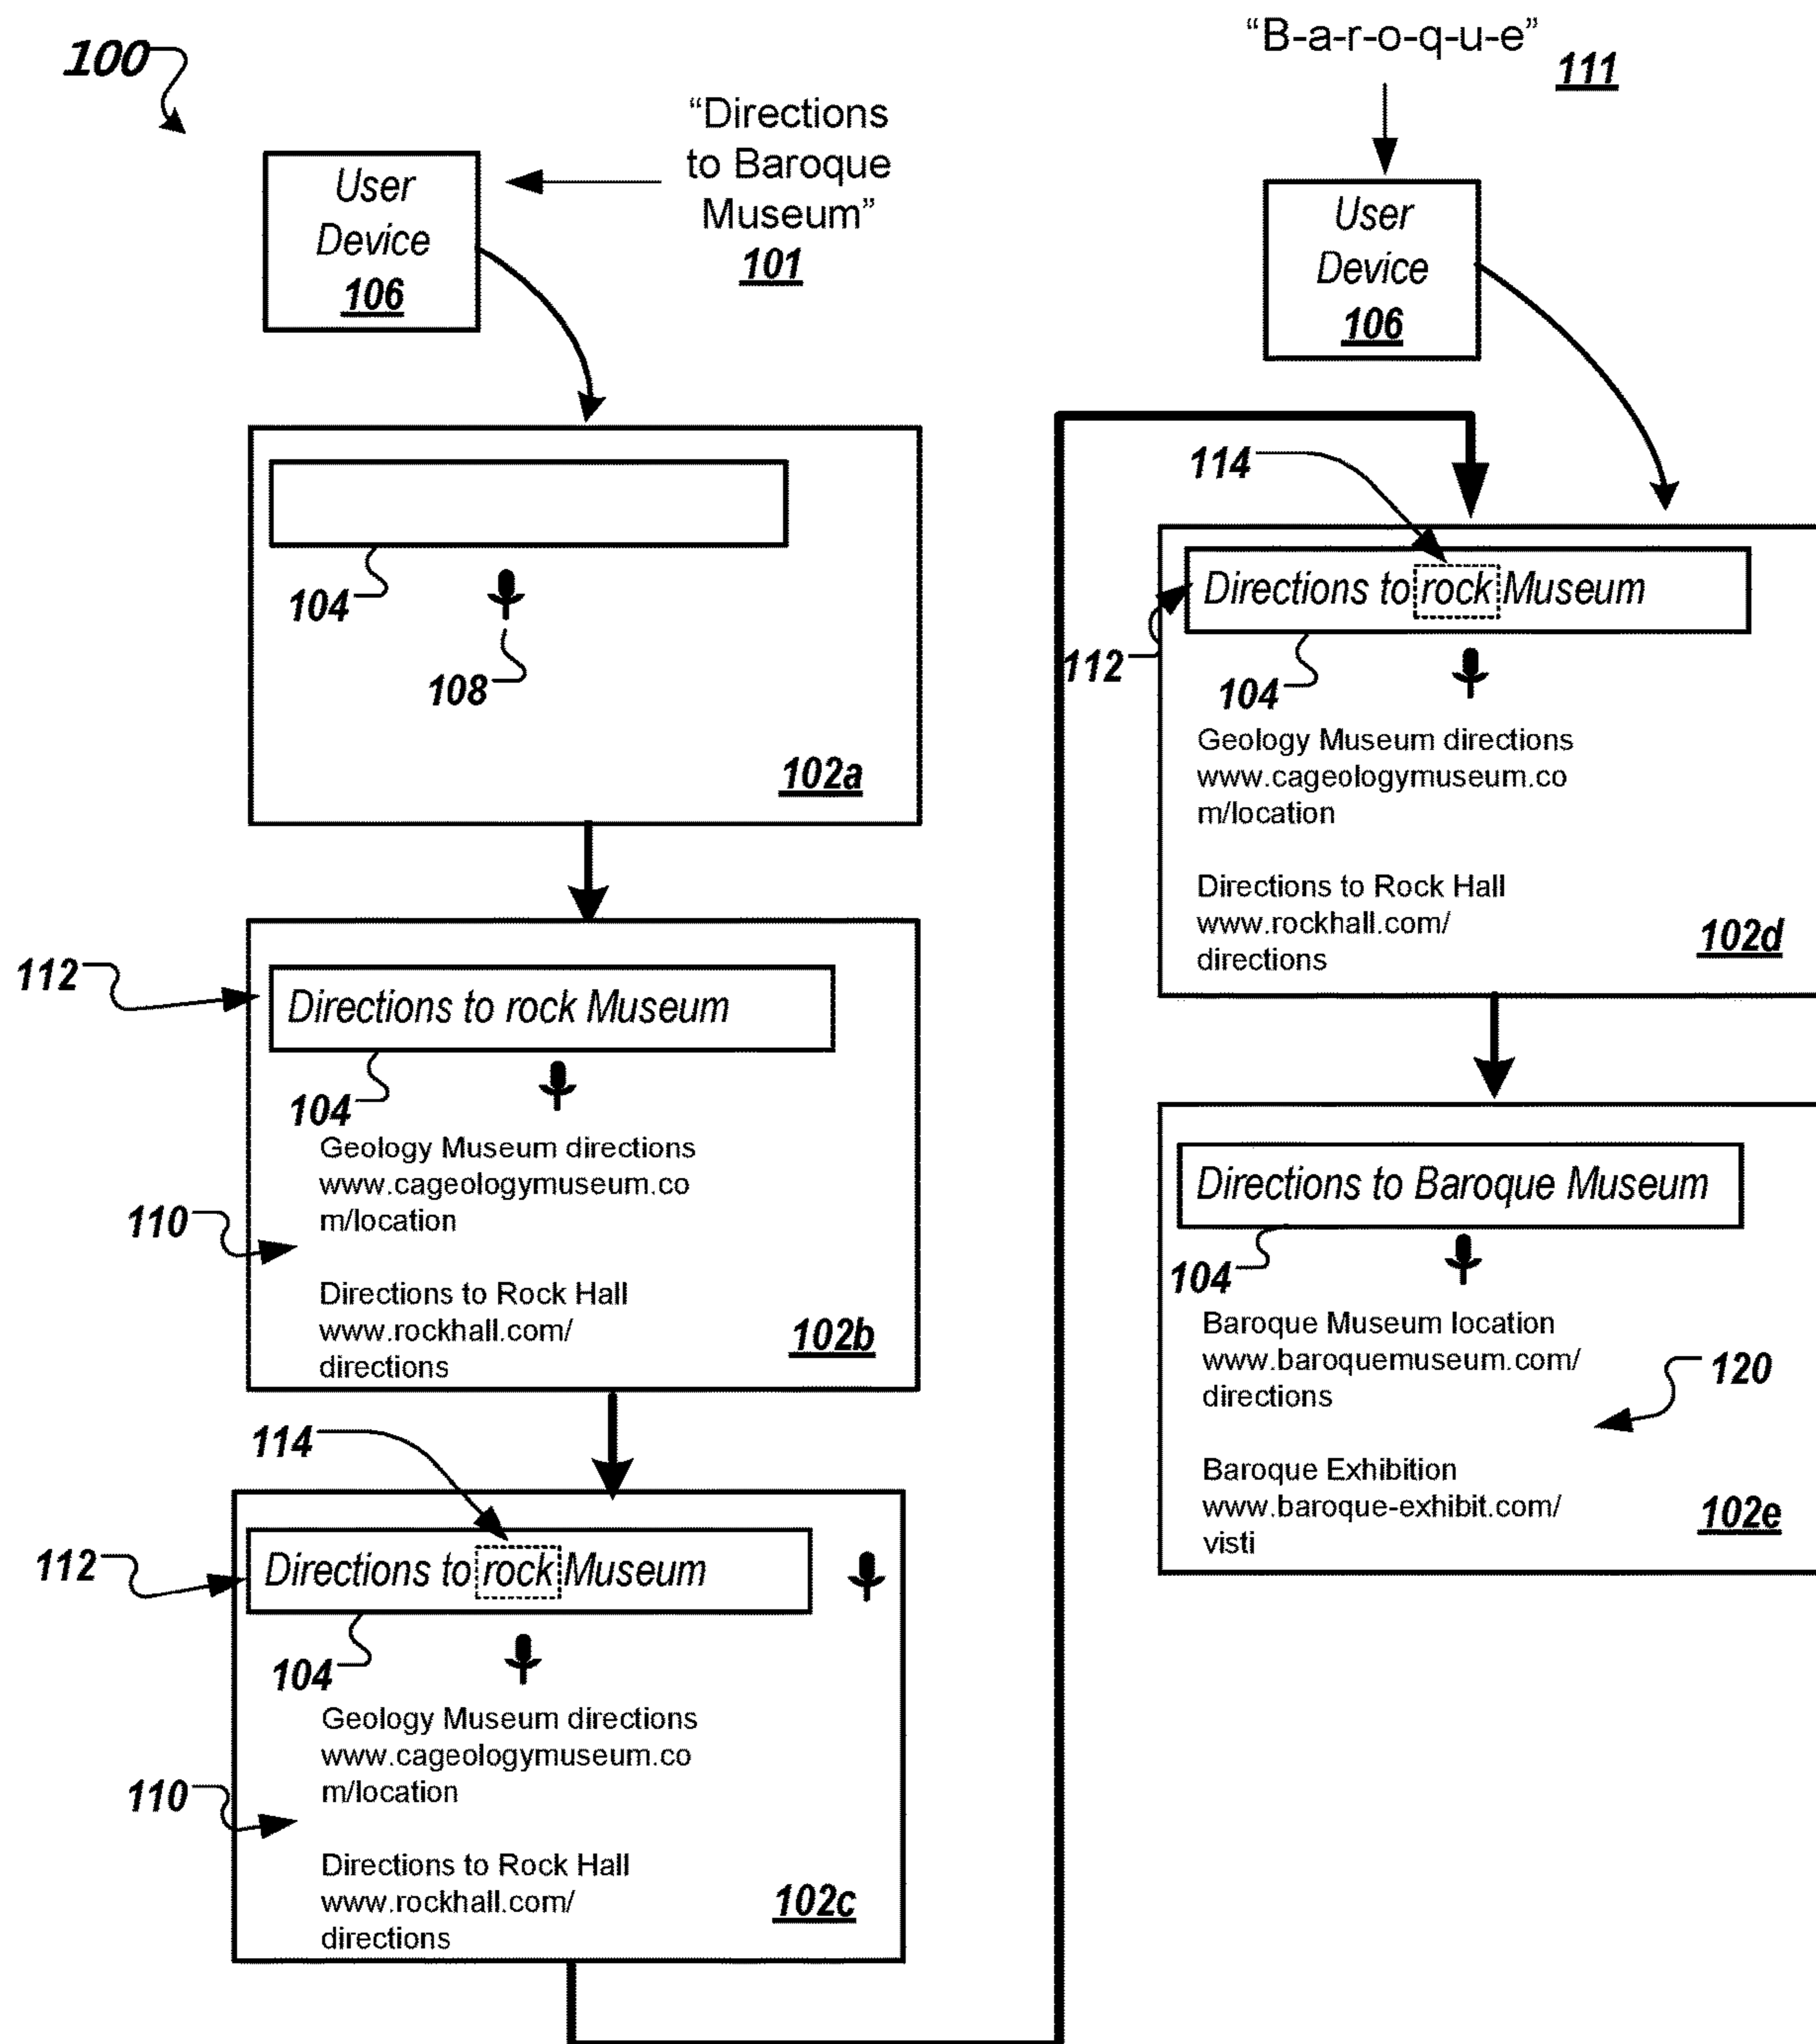 100
“Directions
to Baroque
Museum”
101
User
Device
106
104
108
102a
112
Directions to rock Museum
104
Geology Museum directions
www.cageologymuseum.co
m/location
110
Directions to Rock Hall
www.rockhall.com/
directions
102b
114
112
Directions to rock Museum
104
Geology Museum directions
www.cageologymuseum.co
m/location
110
Directions to Rock Hall
www.rockhall.com/
directions
102c
“B-a-r-o-q-u-e”
111
User
Device
106
114
Directions to rock Museum
112
104
Geology Museum directions
www.cageologymuseum.co
m/location
Directions to Rock Hall
www.rockhall.com/
directions
102d
Directions to Baroque Museum
104
Baroque Museum location
www.baroquemuseum.com/
directions
120
Baroque Exhibition
www.baroque-exhibit.com/
visti
102e